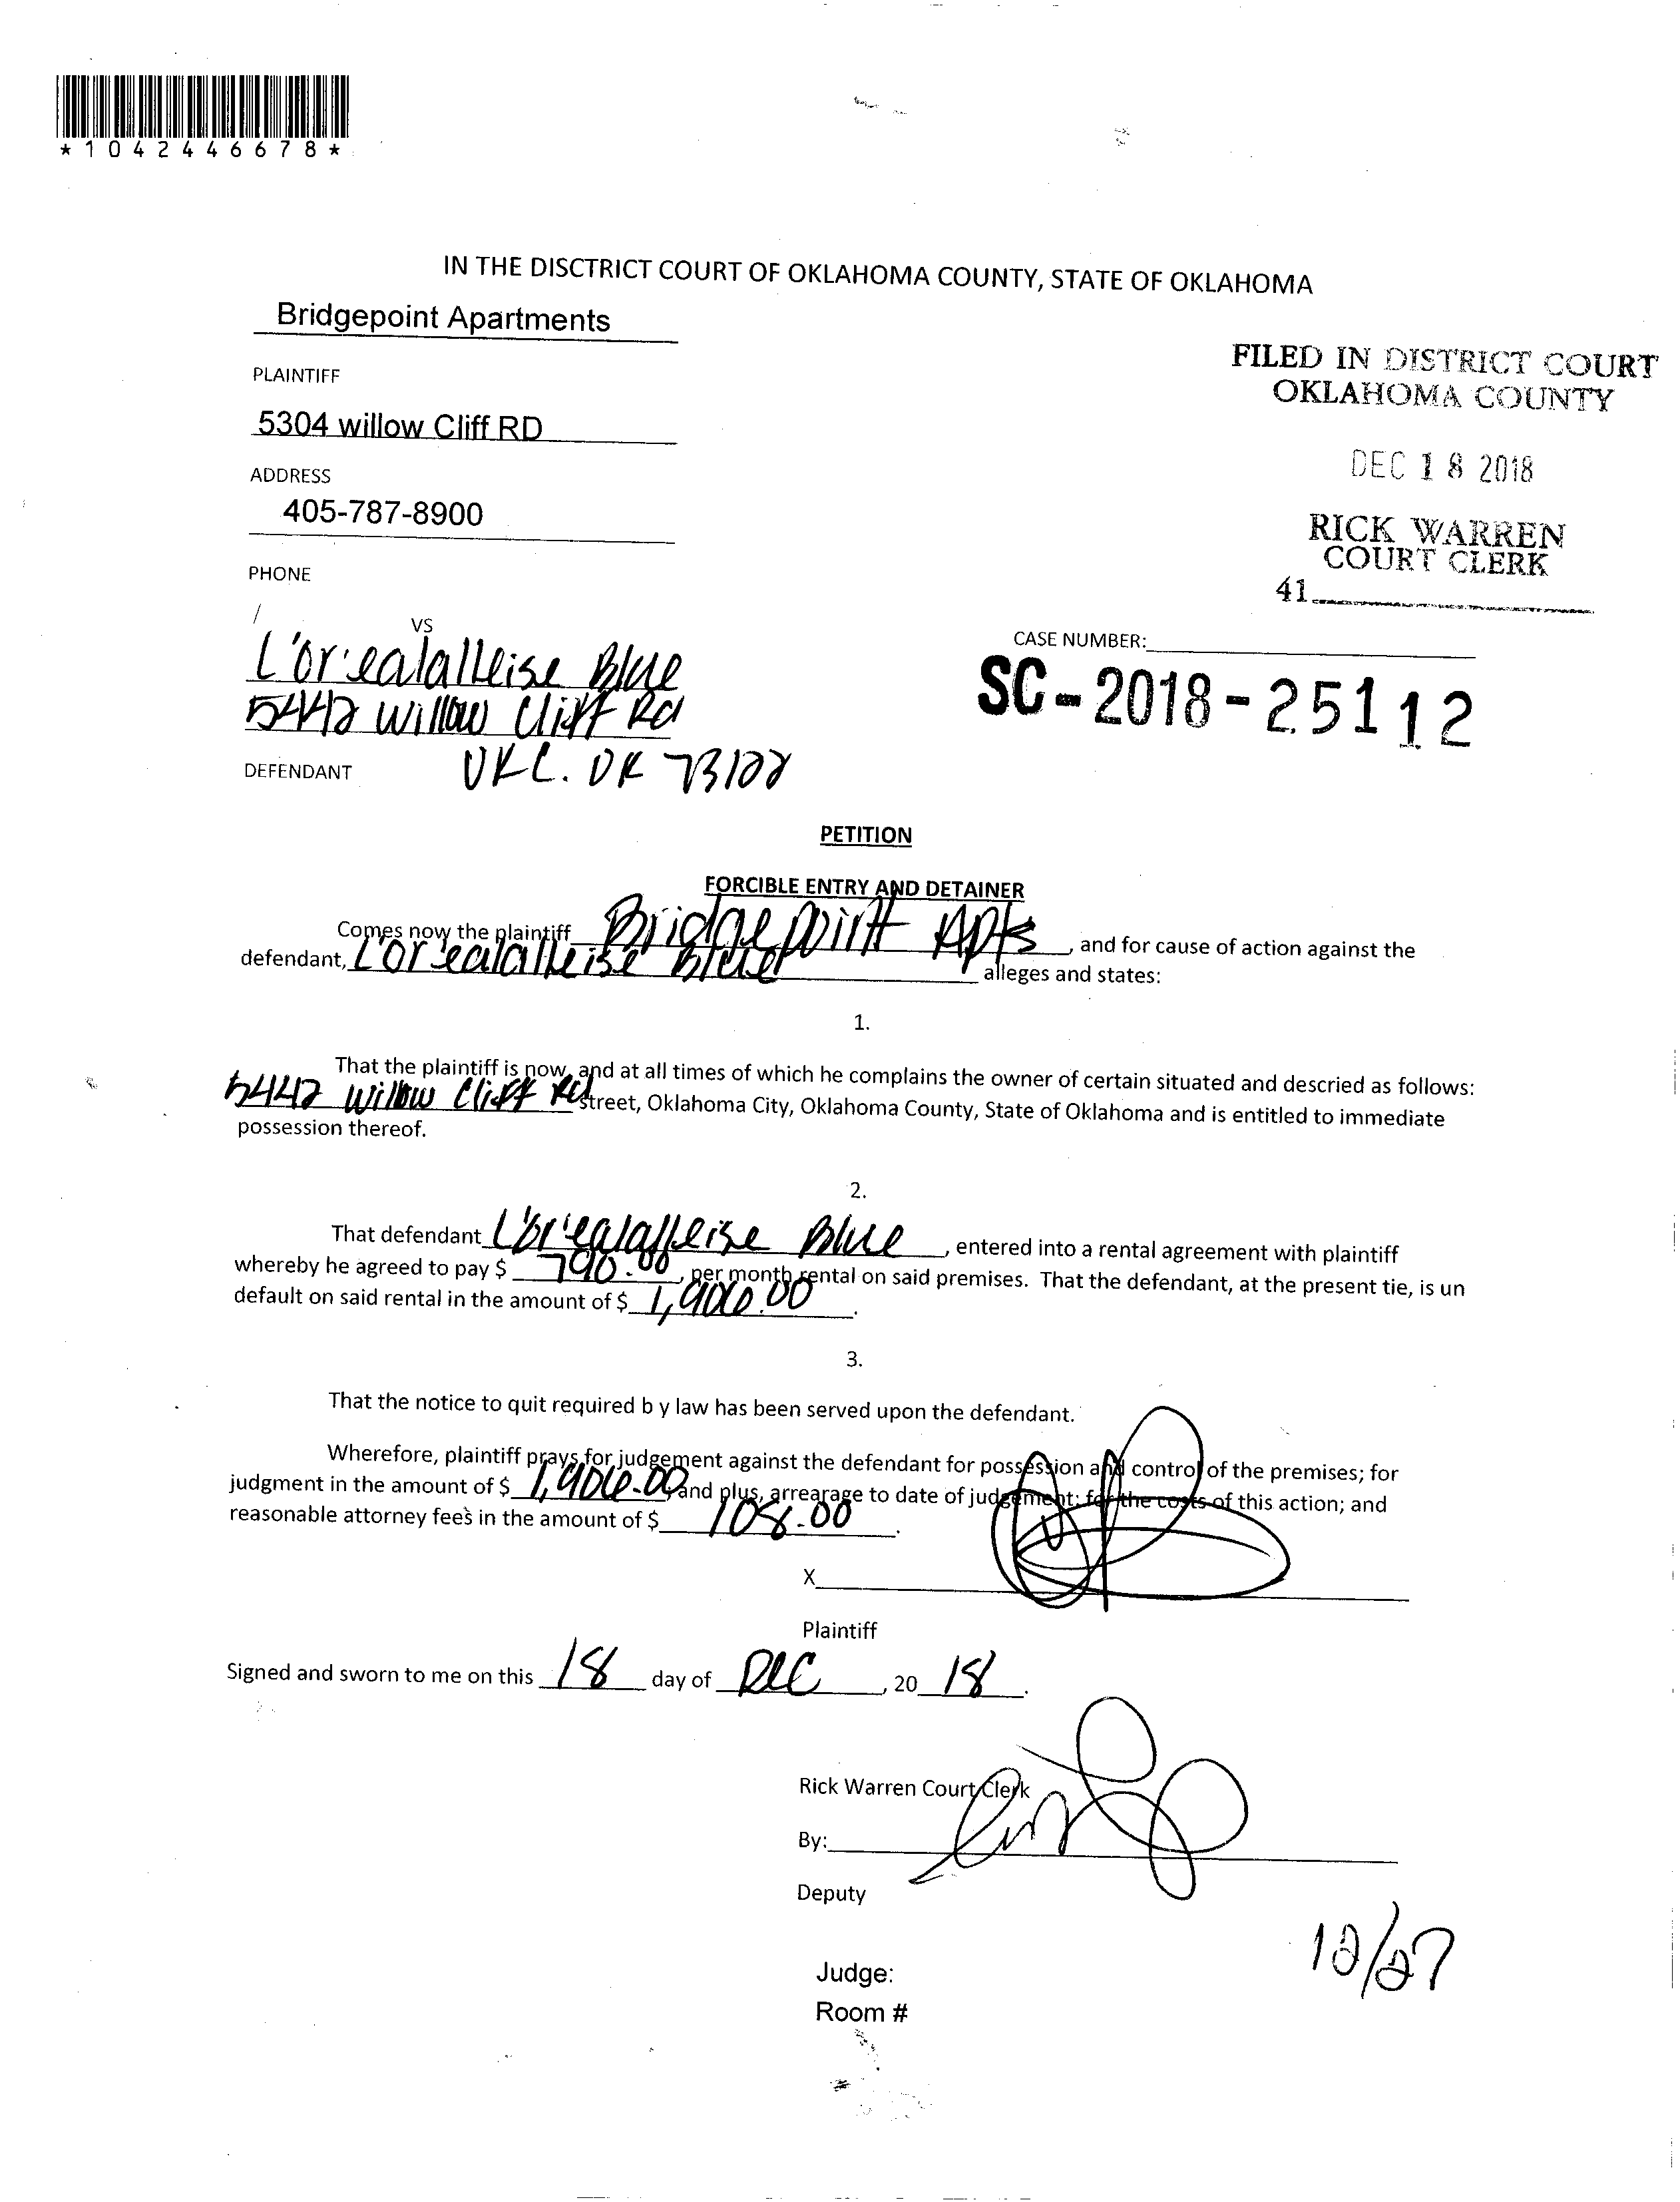 *1042446678*
IN THE DISCTRICT COURT OF OKLAHOMA COUNTY, STATE OF OKLAHOMA
Bridgepoint Apartments
PLAINTIFF
5304 willow Cliff RD
ADDRESS
405-787-8900
PHONE
FILED IN DISTRICT COURT
OKLAHOMA COUNTY
DEC 18 2018
RICK WARREN
COURT CLERK
41
VS
L'or'ealalleise Blue
5442 Willow Cliff Rd
OKC. OK 73122
DEFENDANT
CASE NUMBER:
SC-2018-25112
PETITION
FORCIBLE ENTRY AND DETAINER
Comes now the plaintiff Bridgepoint Apts, and for cause of action against the
defendant, L'or'ealalleise Blue alleges and states:
1.
That the plaintiff is now, and at all times of which he complains the owner of certain situated and descried as follows:
5442 Willow Cliff Rd Street, Oklahoma City, Oklahoma County, State of Oklahoma and is entitled to immediate
possession thereof.
2.
That defendant L'or'ealalleise Blue, entered into a rental agreement with plaintiff
whereby he agreed to pay $ 790.00, per month rental on said premises. That the defendant, at the present tie, is un
default on said rental in the amount of $ 1,906.00.
3.
That the notice to quit required b y law has been served upon the defendant.
Wherefore, plaintiff prays for judgement against the defendant for possession and control of the premises; for
judgment in the amount of $ 1,906.00, and plus, arrearage to date of judgement; for the costs of this action; and
reasonable attorney fees in the amount of $ 108.00.
X
Plaintiff
Signed and sworn to me on this 18 day of DEC, 20 18.
Rick Warren Court Clerk
By:
Deputy
12/27
Judge:
Room #